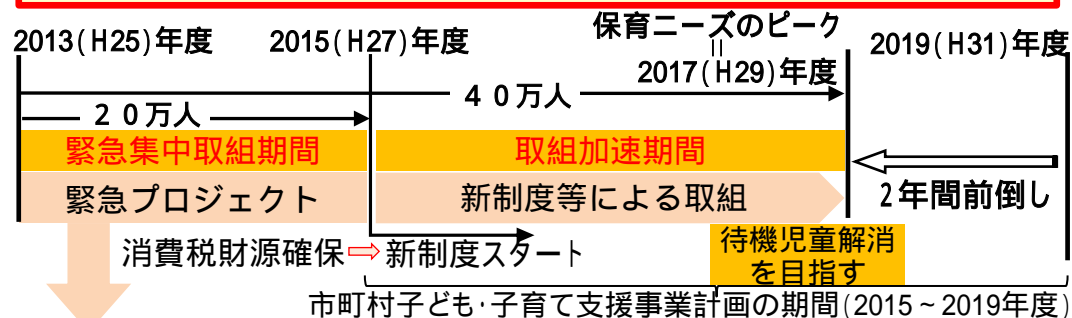 保育ニーズのピーク
＝
2013(H25)年度 2015(H27)年度 2017(H29)年度 2019(H31)年度
４０万人
２０万人
緊急集中取組期間 取組加速期間
緊急プロジェクト 新制度等による取組 2年間前倒し
消費税財源確保⇨新制度スタート 待機児童解消
を目指す
市町村子ども･子育て支援事業計画の期間(2015～2019年度)